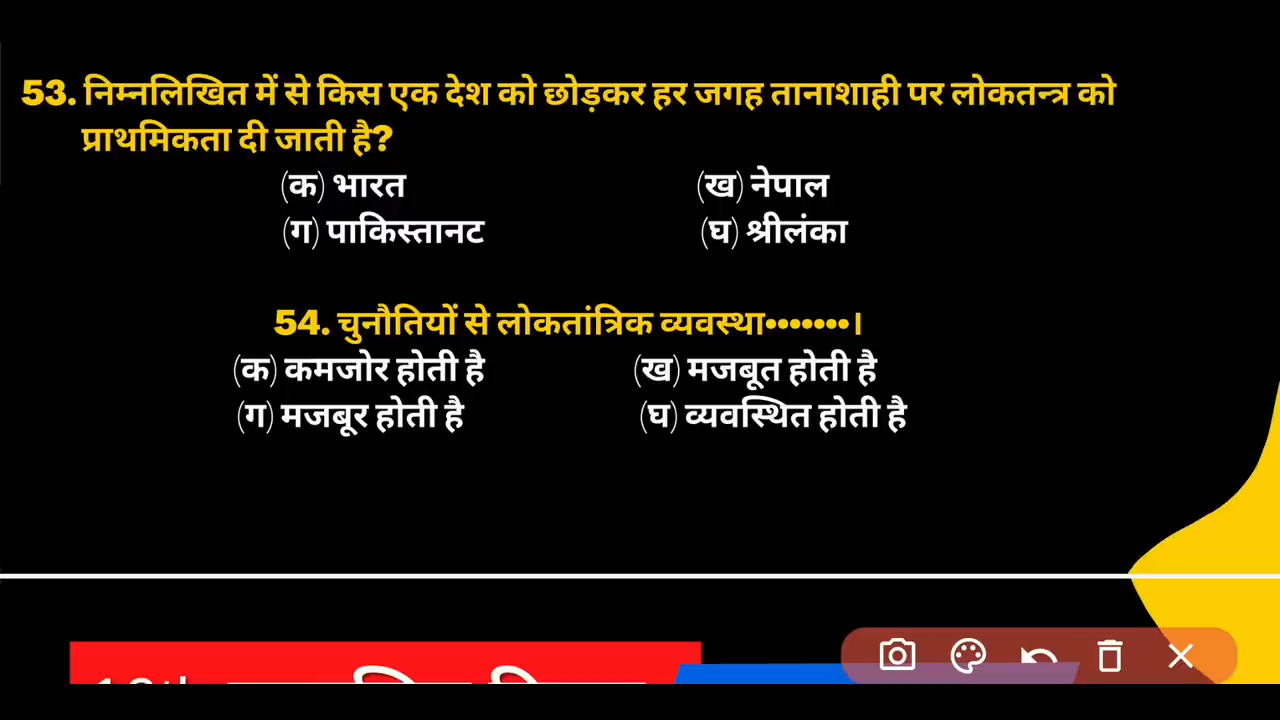 53. निम्नलिखित में से किस एक देश को छोड़कर हर जगह तानाशाही पर लोकतन्त्र को
प्राथमिकता दी जाती है?
(क) भारत (ख) नेपाल
(ग) पाकिस्तानट (घ) श्रीलंका
54. चुनौतियों से लोकतांत्रिक व्यवस्था•••••••।
(क) कमजोर होती है (ख) मजबूत होती है
(ग) मजबूर होती है (घ) व्यवस्थित होती है